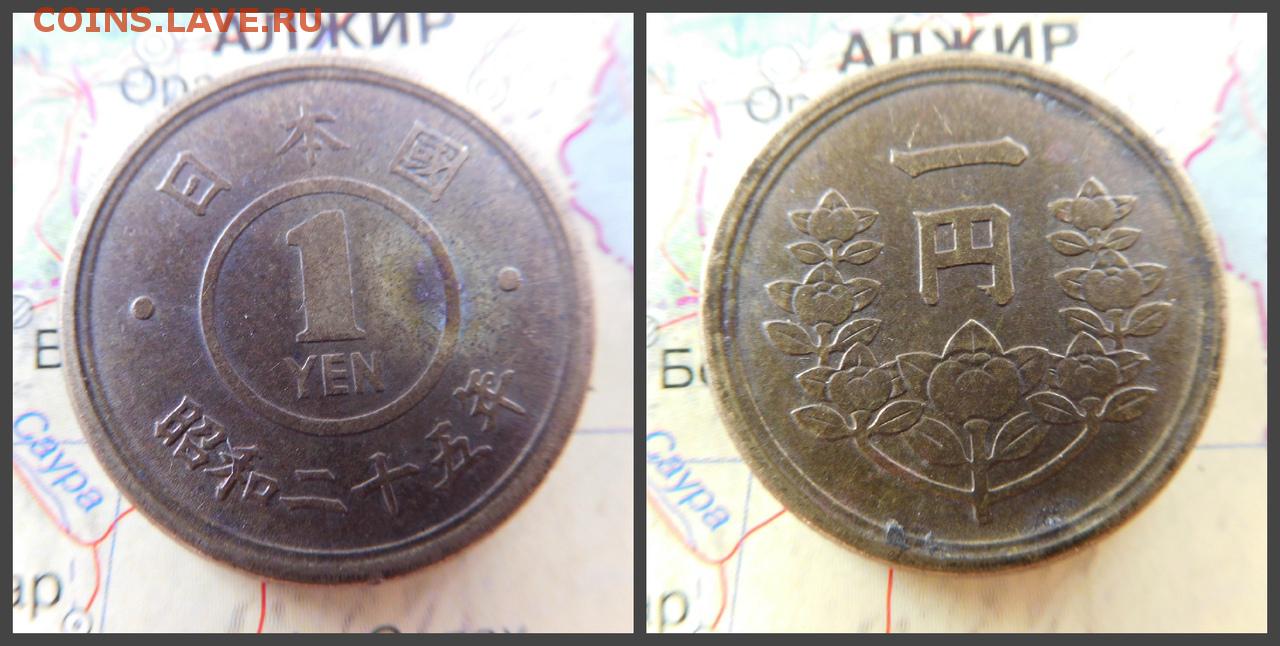 COINS.LAVE.RU
АЛЖИР
日本國
1
YEN
昭和二十五年
Саура
АЛЖИР
一
円
Саура